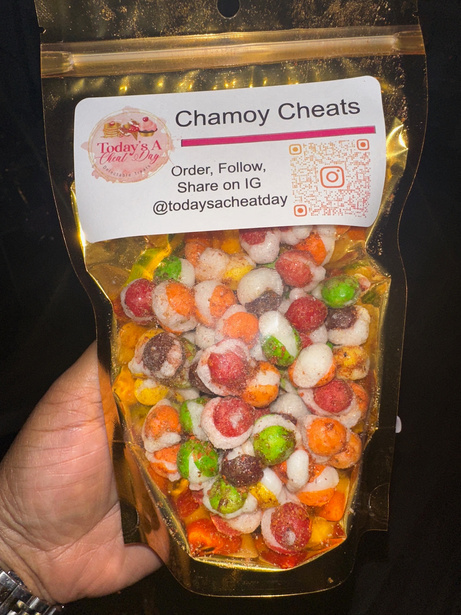 Chamoy Cheats
Today's A
Cheat Day
Order, Follow,
Share on IG
@todaysacheatday